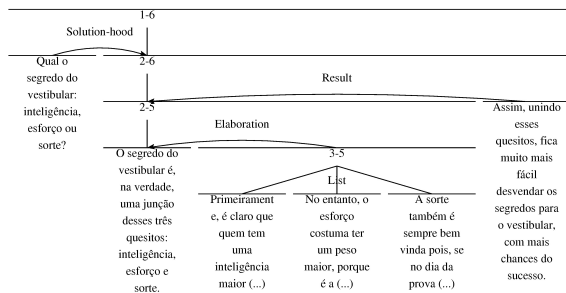 1-6
Solution-hood
2-6
Qual o
segredo do
vestibular:
inteligência,
esforço ou
sorte?
Result
2-5
Assim, unindo
esses
quesitos, fica
muito mais
fácil
desvendar os
segredos para
o vestibular,
com mais
chances do
sucesso.
Elaboration
O segredo do
vestibular é,
na verdade,
uma junção
desses três
quesitos:
inteligência,
esforço e
sorte.
3-5
List
Primeirament
e, é claro que
quem tem
uma
inteligência
maior (...)
No entanto, o
esforço
costuma ter
um peso
maior, porque
é a (...)
A sorte
também é
sempre bem
vinda pois, se
no dia da
prova (...)